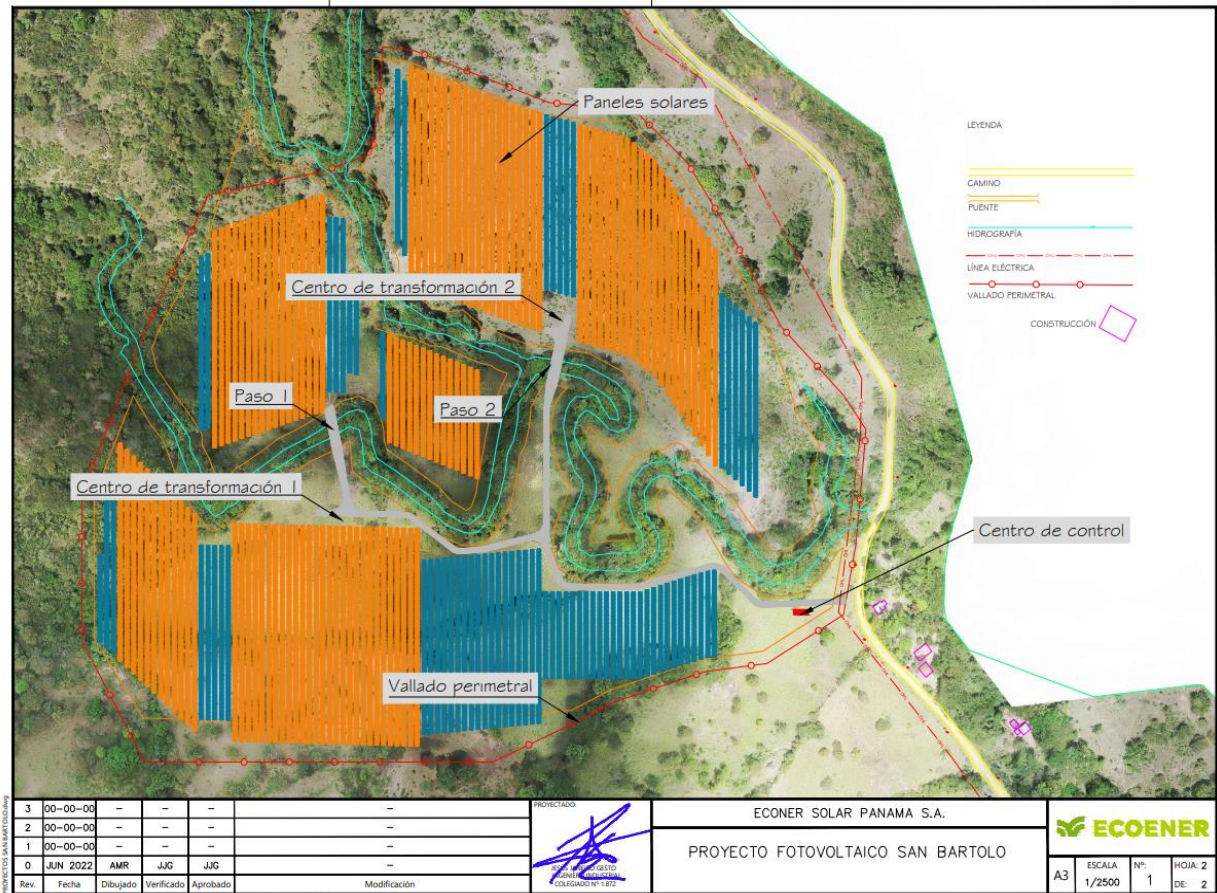 Paneles solares
Centro de transformación 2
Paso 1
Paso 2
Centro de transformación 1
Centro de control
Vallado perimetral
LEYENDA
CAMINO
PUENTE
HIDROGRAFÍA
LÍNEA ELÉCTRICA
VALLADO PERIMETRAL
CONSTRUCCIÓN
3 00-00-00 - - - -
2 00-00-00 - - - -
1 00-00-00 - - - -
0 JUN 2022 AMR JJG JJG -
Rev. Fecha Dibujado Verificado Aprobado Modificación
PROYECTADO:
INGENIERO INDUSTRIAL
COLEGIADO Nº 1.872
ECONER SOLAR PANAMA S.A.
PROYECTO FOTOVOLTAICO SAN BARTOLO
ECOENER
A3
ESCALA
1/2500
Nº:
1
HOJA: 2
DE: 2